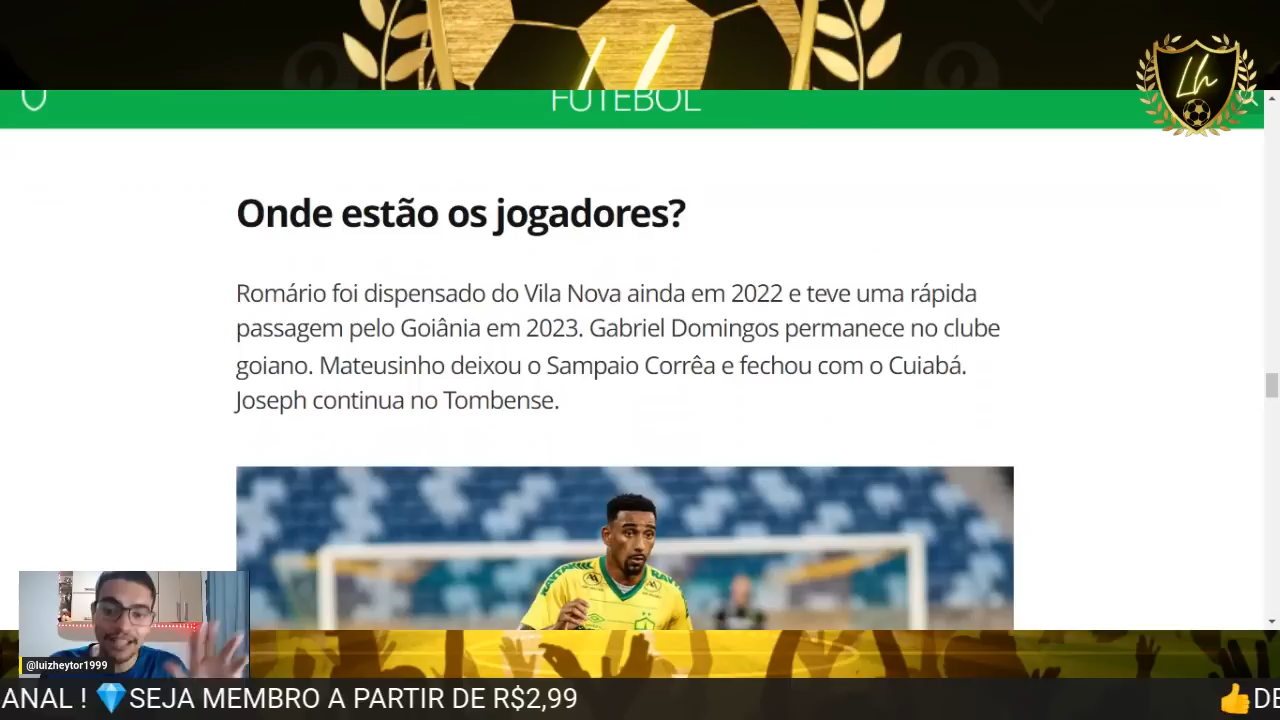 Lh
Lh
FUTEBOL
Onde estão os jogadores?
Romário foi dispensado do Vila Nova ainda em 2022 e teve uma rápida
passagem pelo Goiânia em 2023. Gabriel Domingos permanece no clube
goiano. Mateusinho deixou o Sampaio Corrêa e fechou com o Cuiabá.
Joseph continua no Tombense.
@luizheytor1999
ANAL ! 💎SEJA MEMBRO A PARTIR DE R$2,99 👍DE